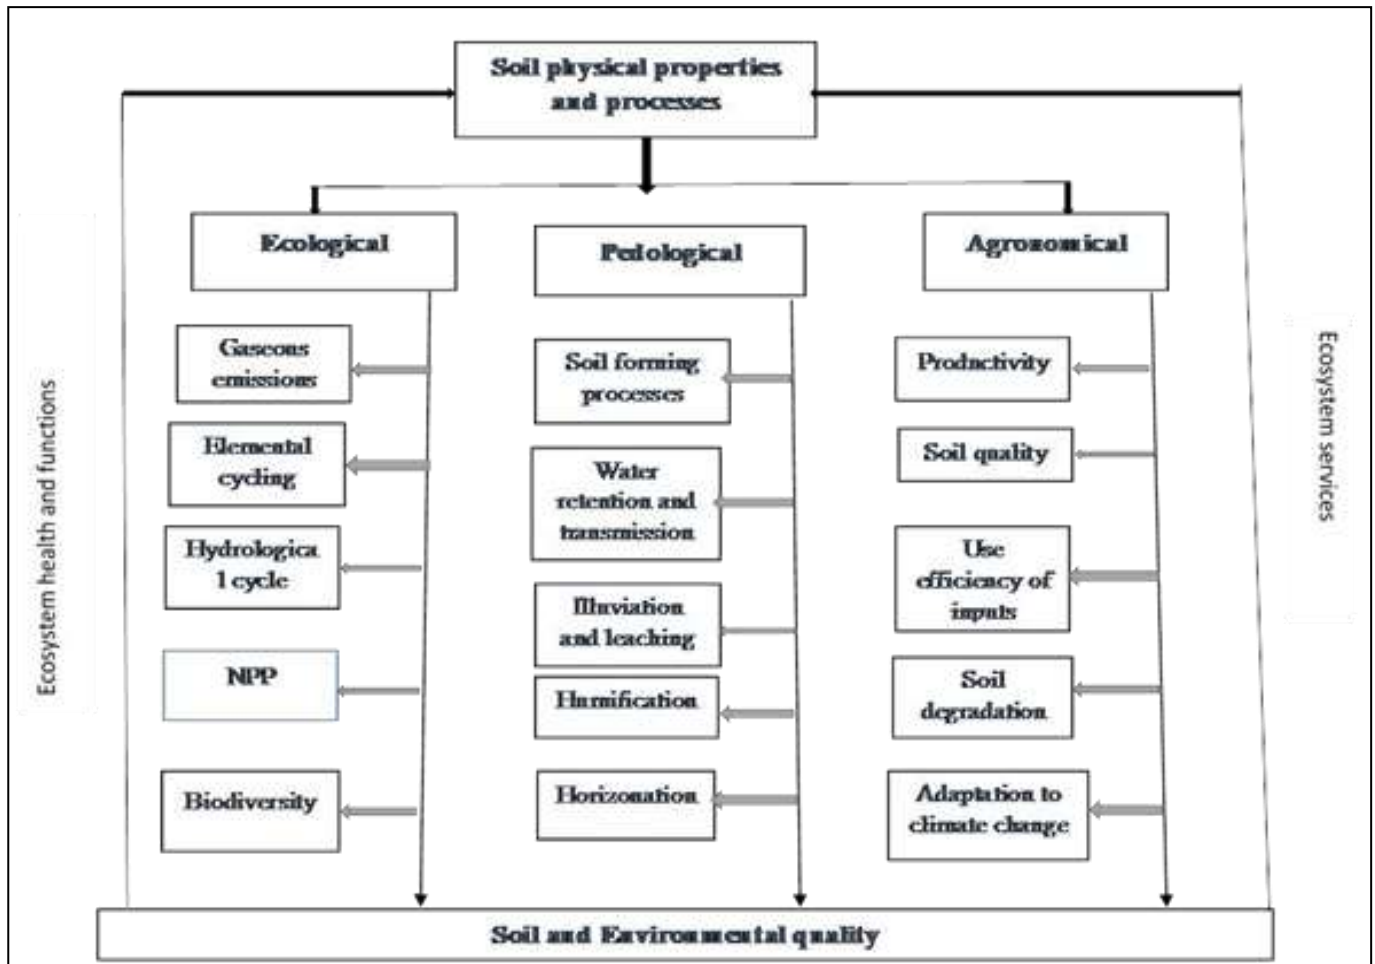 Soil physical properties
and processes
Ecological
Pedological
Agronomical
Gaseous
emissions
Elemental
cycling
Hydrologica
l cycle
NPP
Biodiversity
Soil forming
processes
Water
retention and
transmission
Illuviation
and leaching
Humification
Horizonation
Productivity
Soil quality
Use
efficiency of
inputs
Soil
degradation
Adaptation to
climate change
Ecosystem health and functions
Ecosystem services
Soil and Environmental quality